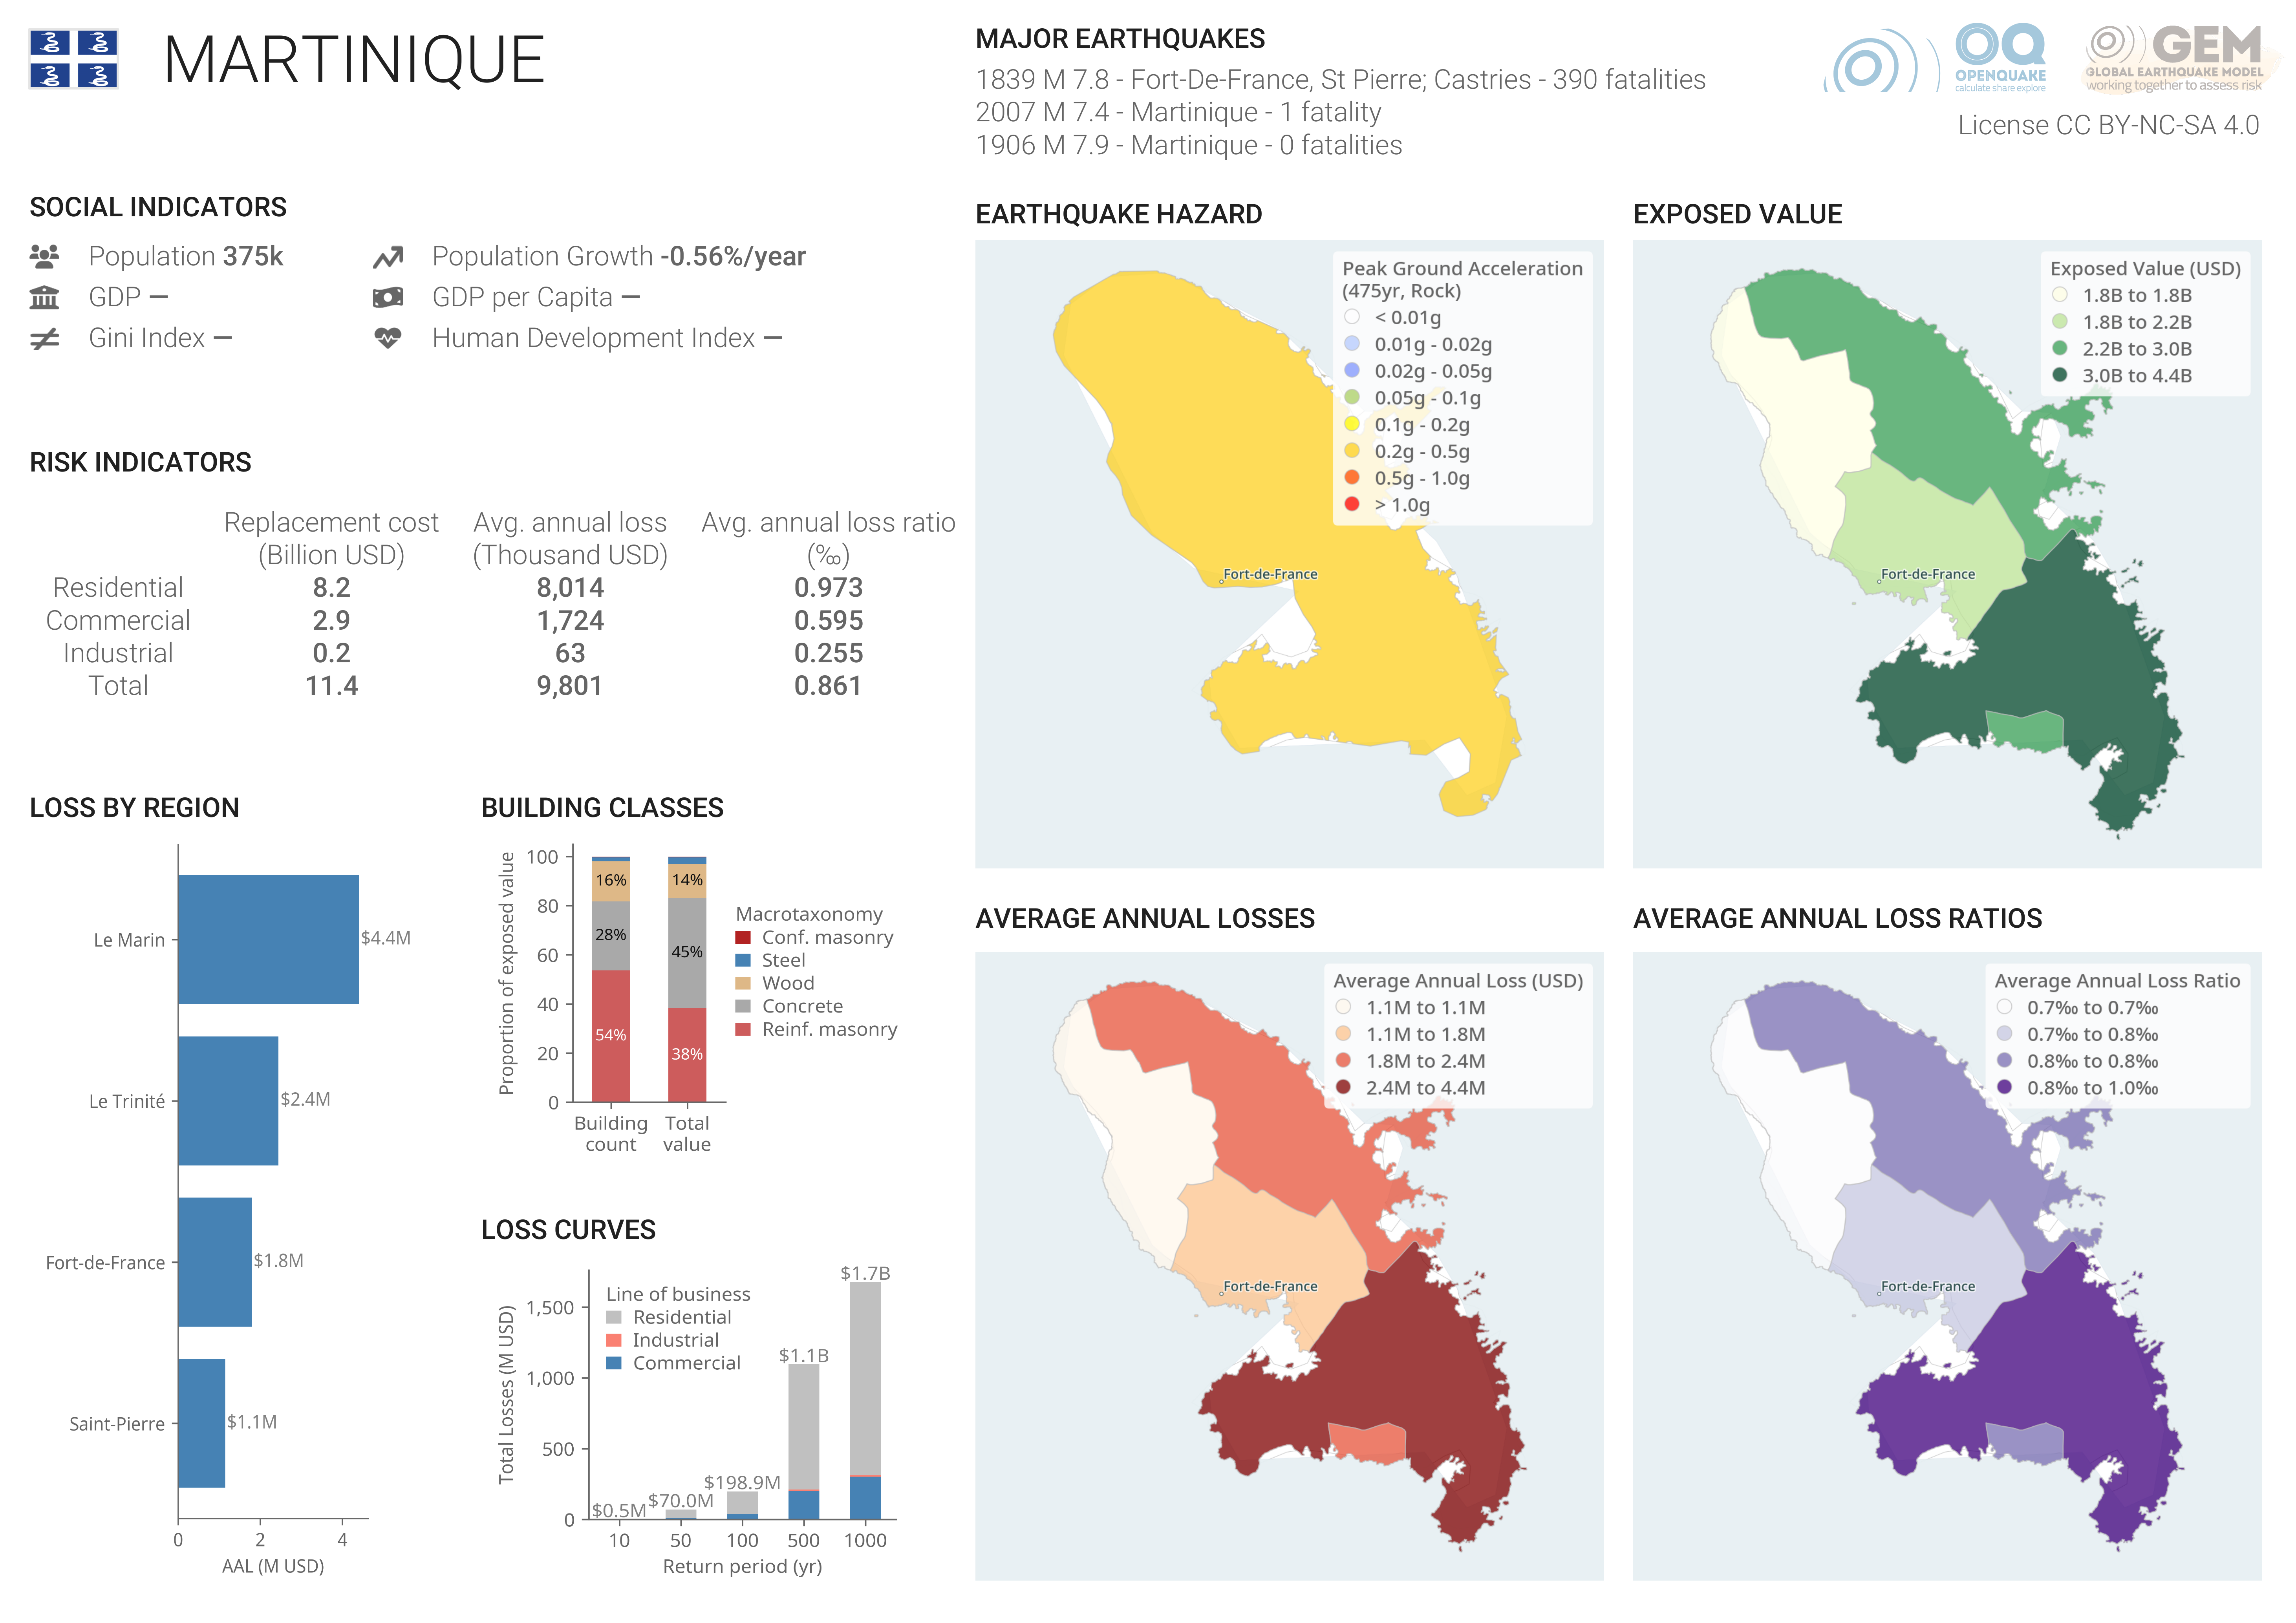 MARTINIQUE
MAJOR EARTHQUAKES
1839 M 7.8 - Fort-De-France, St Pierre; Castries - 390 fatalities
2007 M 7.4 - Martinique - 1 fatality
1906 M 7.9 - Martinique - 0 fatalities
OQ
OPENQUAKE
calculate share explore
GEM
GLOBAL EARTHQUAKE MODEL
working together to assess risk
License CC BY-NC-SA 4.0
SOCIAL INDICATORS
Population 375k
Population Growth -0.56%/year
GDP —
GDP per Capita —
Gini Index —
Human Development Index —
RISK INDICATORS
Replacement cost Avg. annual loss Avg. annual loss ratio
(Billion USD) (Thousand USD) (‰)
Residential 8.2 8,014 0.973
Commercial 2.9 1,724 0.595
Industrial 0.2 63 0.255
Total 11.4 9,801 0.861
LOSS BY REGION
Le Marin
$4.4M
Le Trinité
$2.4M
Fort-de-France
$1.8M
Saint-Pierre
$1.1M
0 2 4
AAL (M USD)
BUILDING CLASSES
Proportion of exposed value
100
80
60
40
20
0
16%
28%
54%
14%
45%
38%
Building count
Total value
Macrotaxonomy
Conf. masonry
Steel
Wood
Concrete
Reinf. masonry
LOSS CURVES
Total Losses (M USD)
1,500
1,000
500
0
Line of business
Residential
Industrial
Commercial
$0.5M
$70.0M
$198.9M
$1.1B
$1.7B
10 50 100 500 1000
Return period (yr)
EARTHQUAKE HAZARD
Peak Ground Acceleration
(475yr, Rock)
< 0.01g
0.01g - 0.02g
0.02g - 0.05g
0.05g - 0.1g
0.1g - 0.2g
0.2g - 0.5g
0.5g - 1.0g
> 1.0g
Fort-de-France
EXPOSED VALUE
Exposed Value (USD)
1.8B to 1.8B
1.8B to 2.2B
2.2B to 3.0B
3.0B to 4.4B
Fort-de-France
AVERAGE ANNUAL LOSSES
Average Annual Loss (USD)
1.1M to 1.1M
1.1M to 1.8M
1.8M to 2.4M
2.4M to 4.4M
Fort-de-France
AVERAGE ANNUAL LOSS RATIOS
Average Annual Loss Ratio
0.7‰ to 0.7‰
0.7‰ to 0.8‰
0.8‰ to 0.8‰
0.8‰ to 1.0‰
Fort-de-France